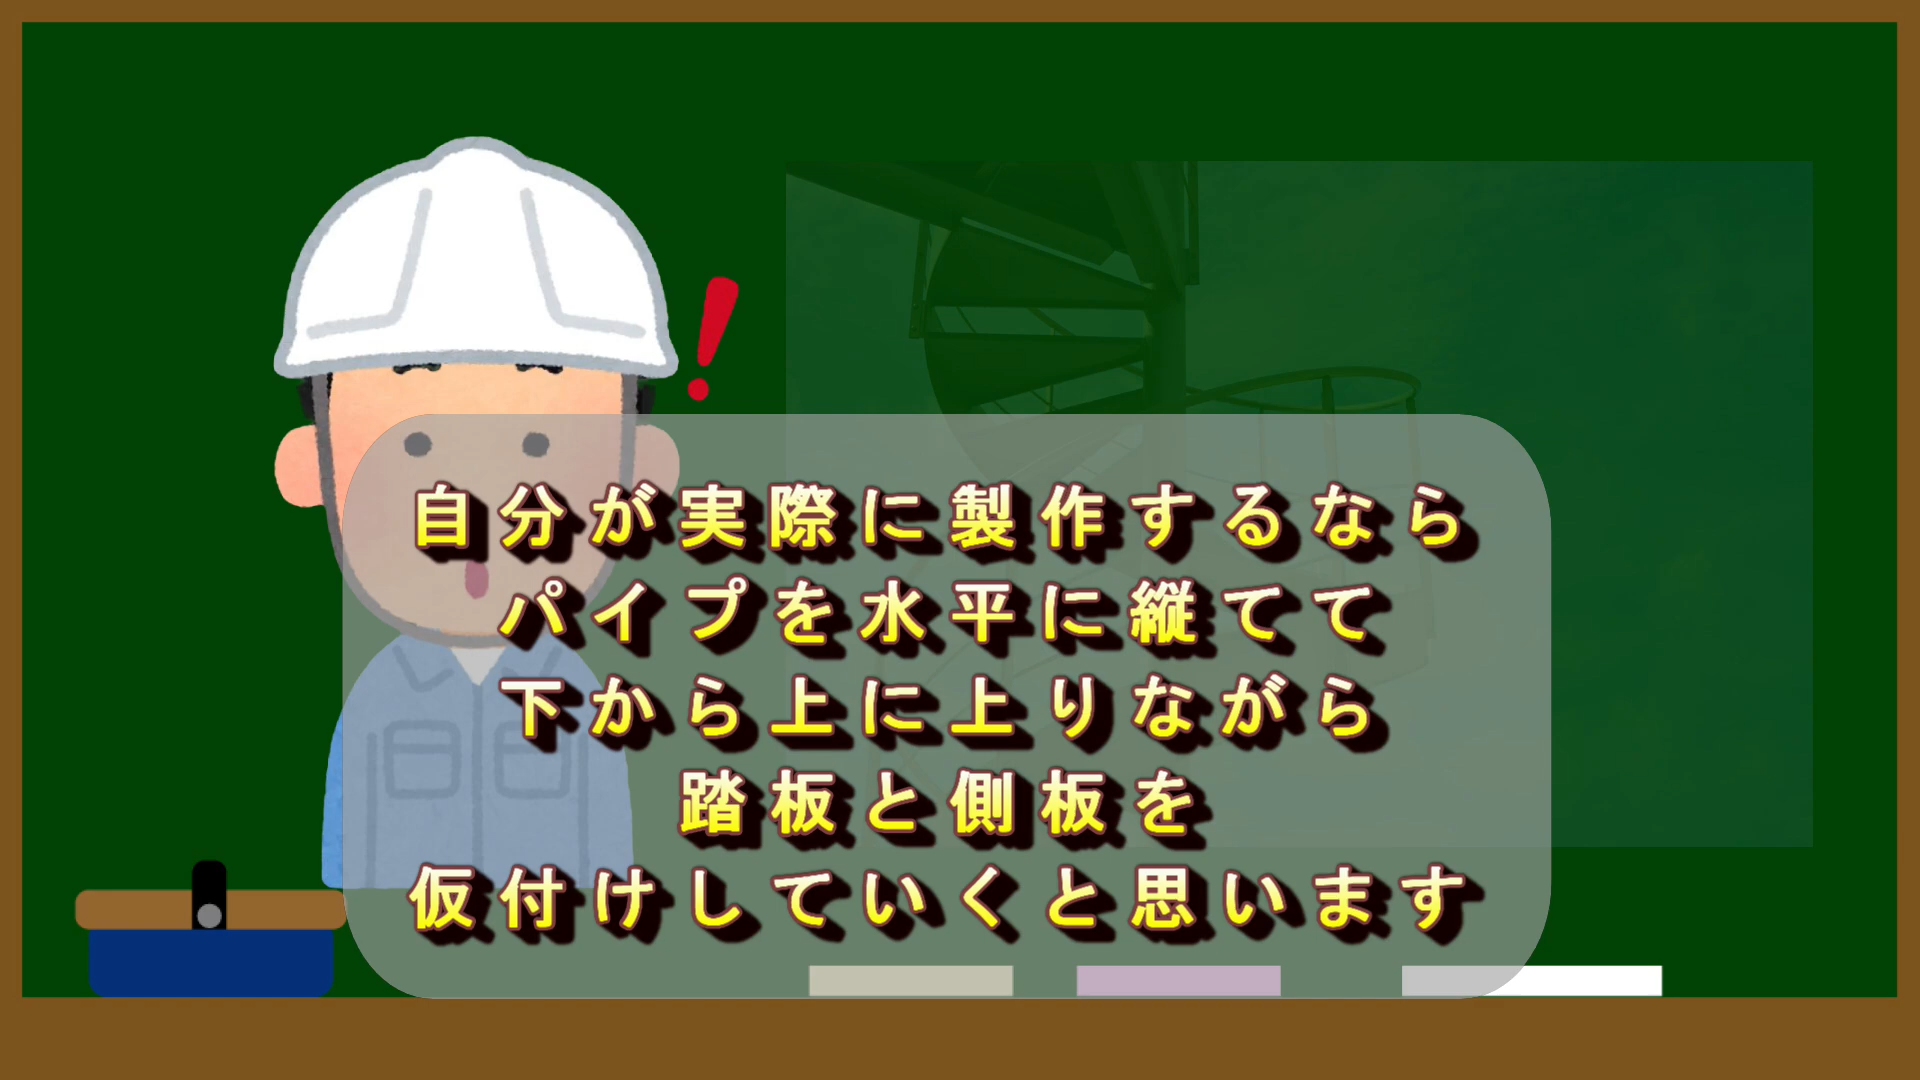 自分が実際に製作するなら
パイプを水平に縦てて
下から上に上りながら
踏板と側板を
仮付けしていくと思います